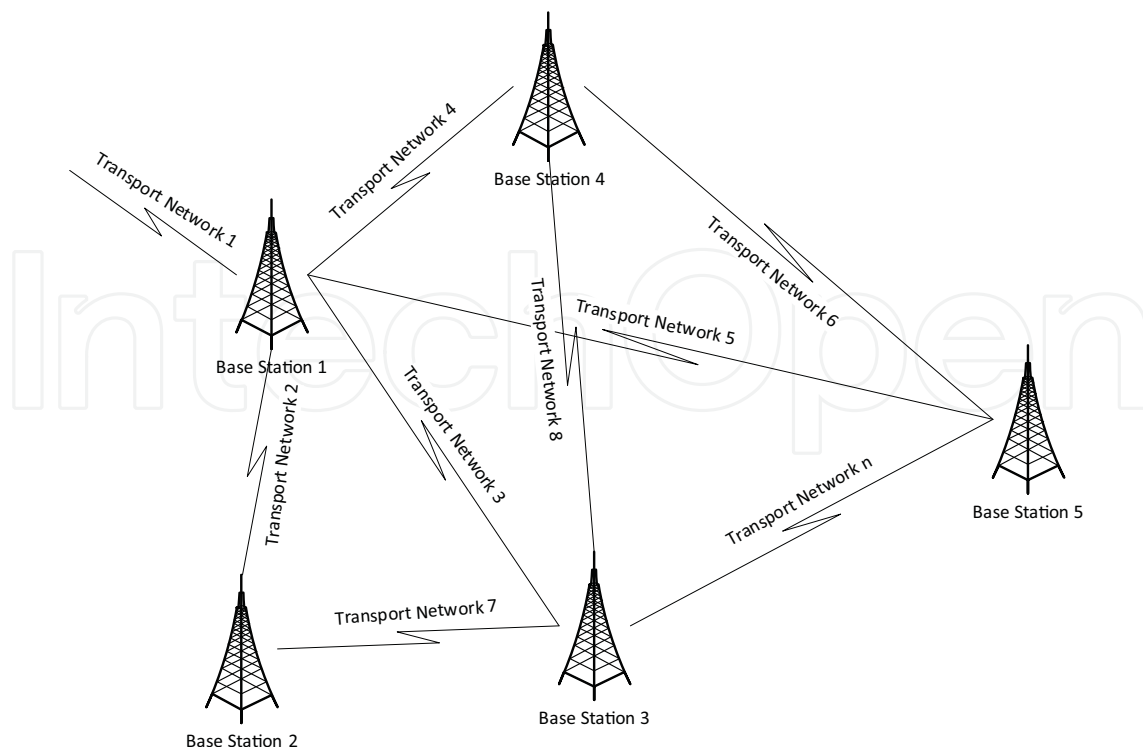 Transport Network 4
Base Station 4
Transport Network 1
Transport Network 6
Transport Network 5
Transport Network 8
Base Station 1
Transport Network 2
Transport Network 3
Transport Network n
Base Station 5
Transport Network 7
Base Station 3
Base Station 2
IntechOpen